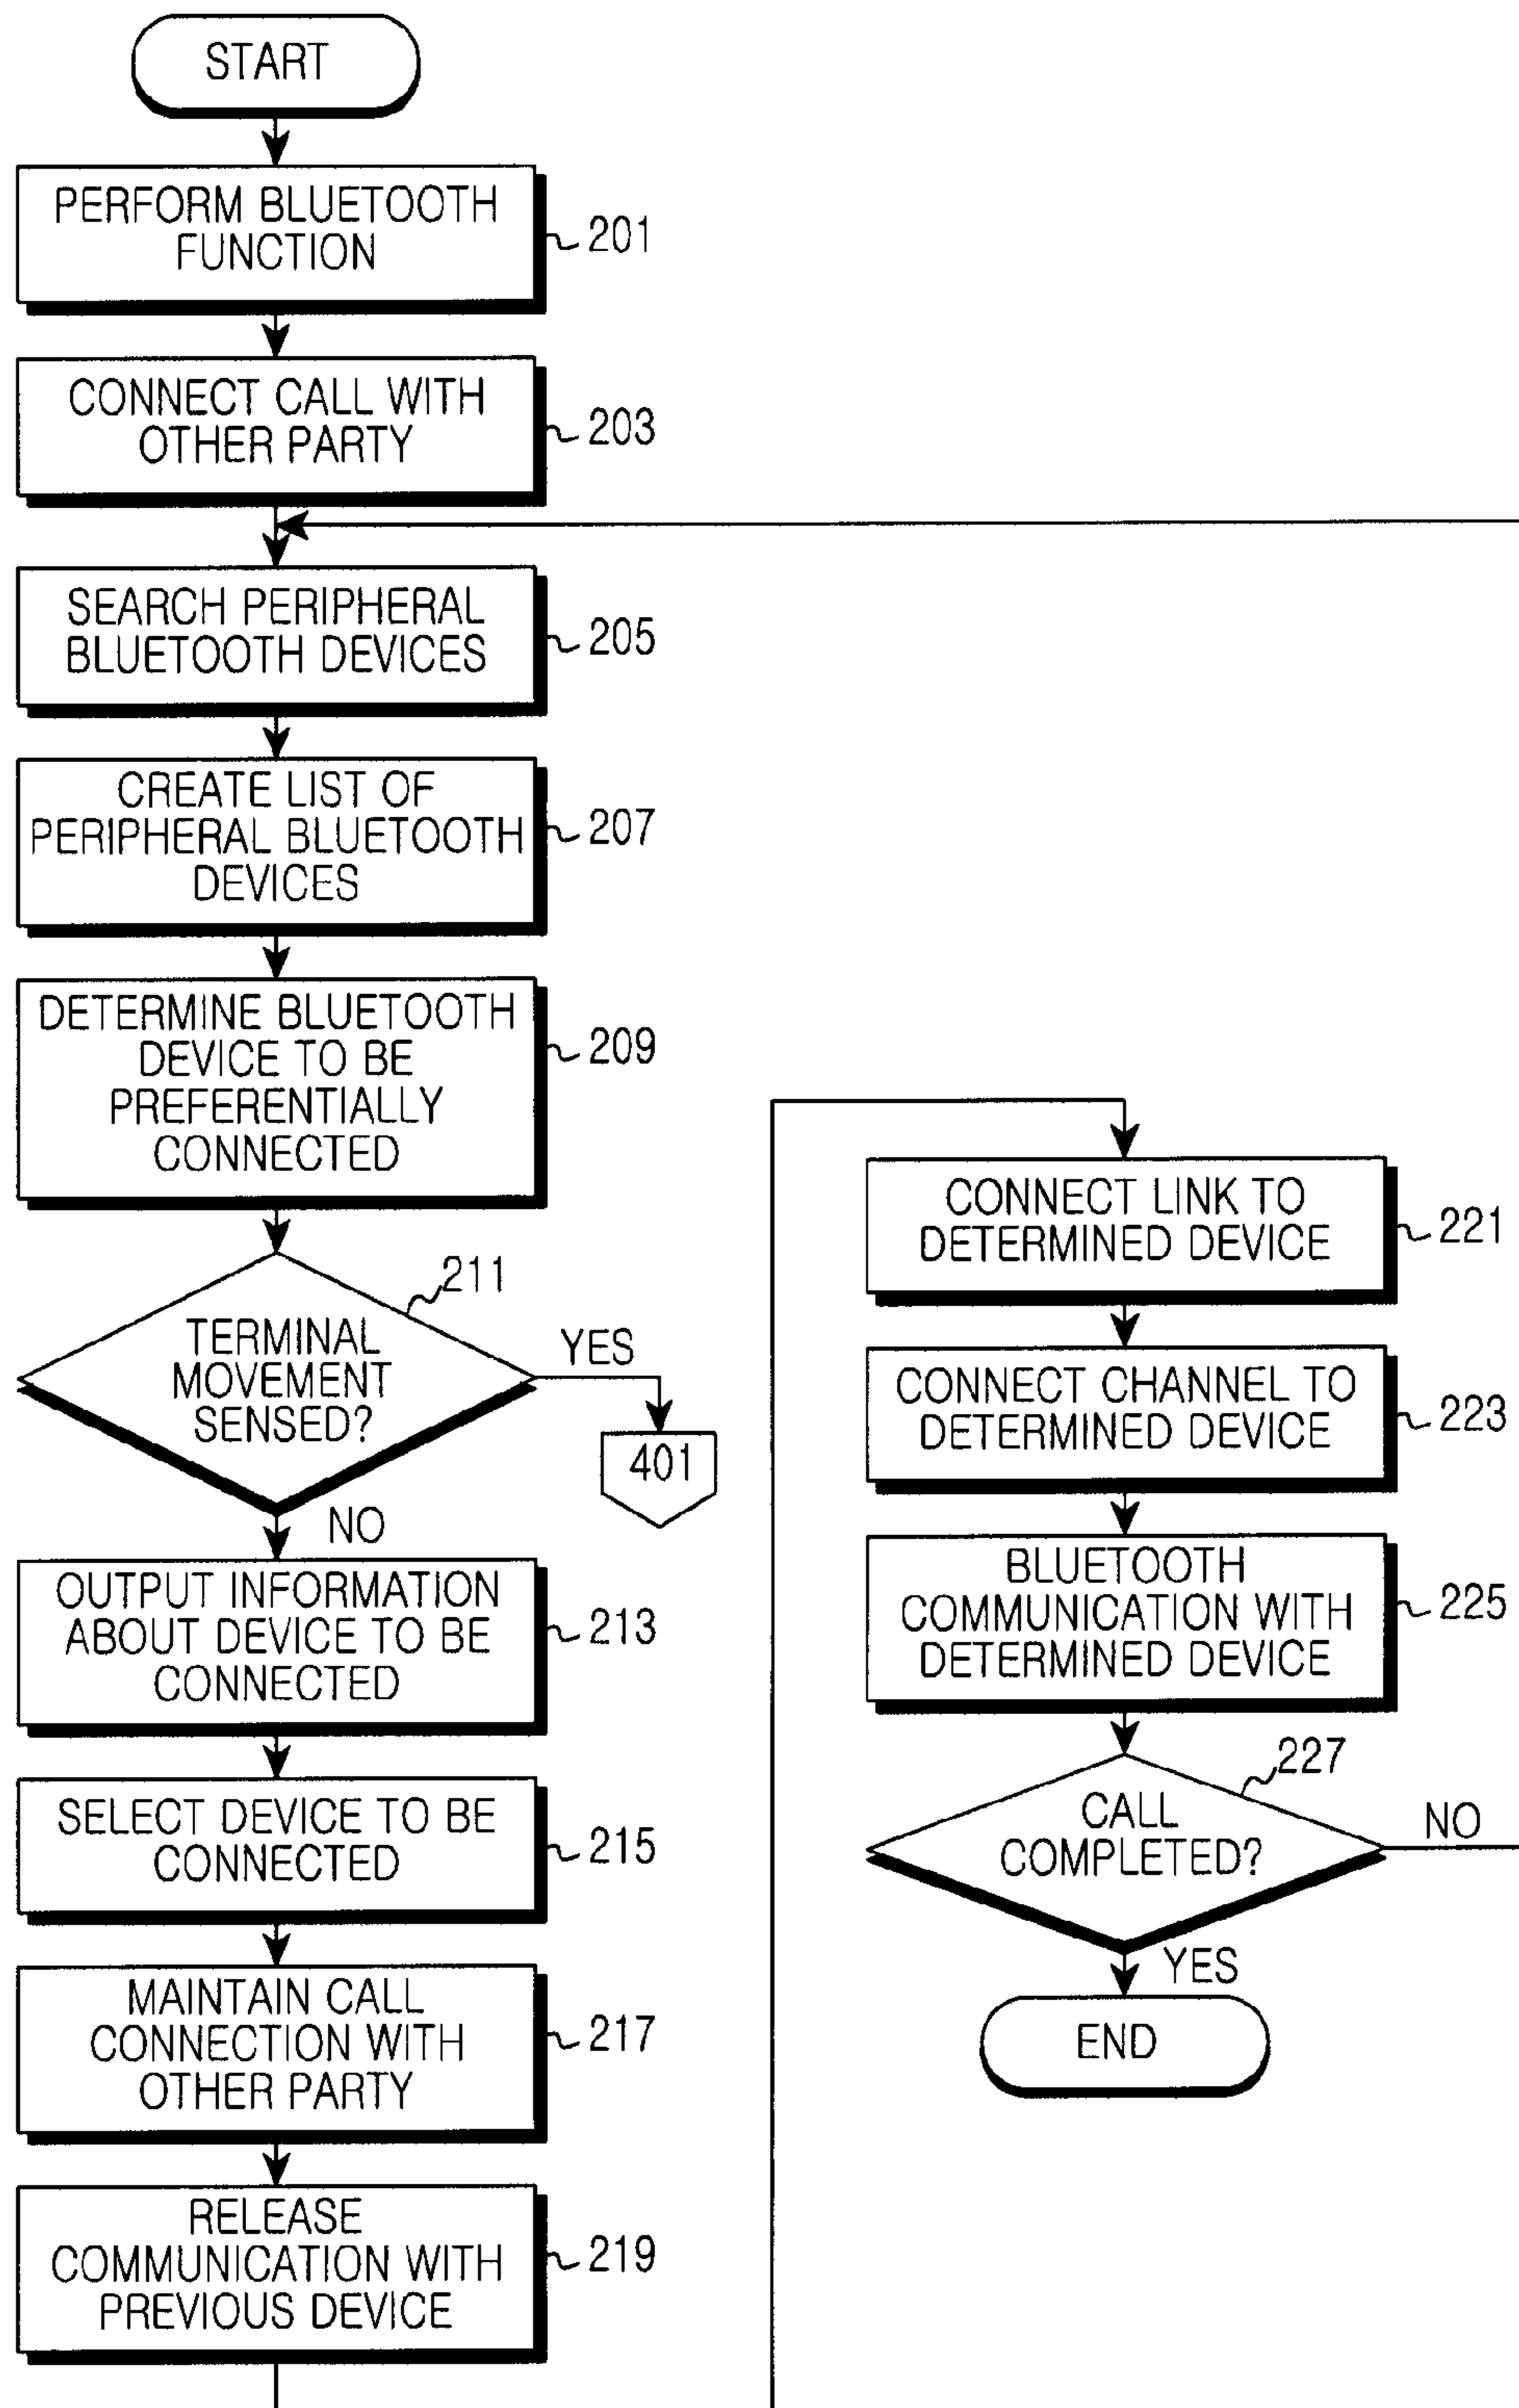 START
PERFORM BLUETOOTH
FUNCTION
201
CONNECT CALL WITH
OTHER PARTY
203
SEARCH PERIPHERAL
BLUETOOTH DEVICES
205
CREATE LIST OF
PERIPHERAL BLUETOOTH
DEVICES
207
DETERMINE BLUETOOTH
DEVICE TO BE
PREFERENTIALLY
CONNECTED
209
211
TERMINAL
MOVEMENT
SENSED?
YES
401
NO
OUTPUT INFORMATION
ABOUT DEVICE TO BE
CONNECTED
213
SELECT DEVICE TO BE
CONNECTED
215
MAINTAIN CALL
CONNECTION WITH
OTHER PARTY
217
RELEASE
COMMUNICATION WITH
PREVIOUS DEVICE
219
CONNECT LINK TO
DETERMINED DEVICE
221
CONNECT CHANNEL TO
DETERMINED DEVICE
223
BLUETOOTH
COMMUNICATION WITH
DETERMINED DEVICE
225
227
CALL
COMPLETED?
NO
YES
END